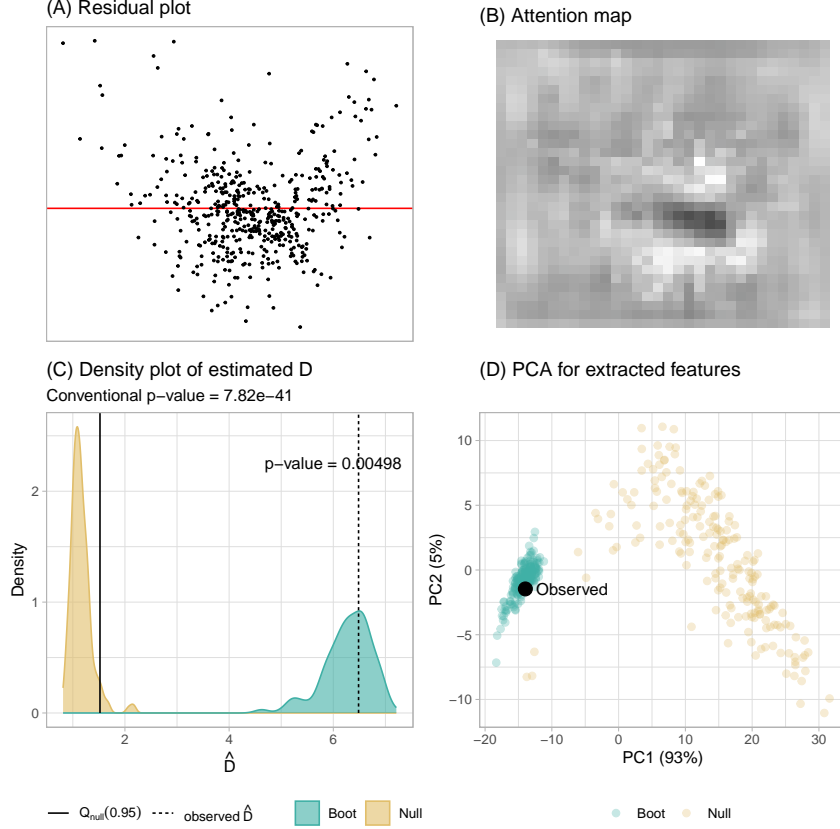 (A) Residual plot
(B) Attention map
(C) Density plot of estimated D
Conventional p−value = 7.82e−41
p−value = 0.00498
Density
2
1
0
2 4 6
D̂
Q_null(0.95) observed D̂ Boot Null
(D) PCA for extracted features
Observed
PC2 (5%)
10
5
0
−5
−10
−20 −10 0 10 20 30
PC1 (93%)
Boot Null